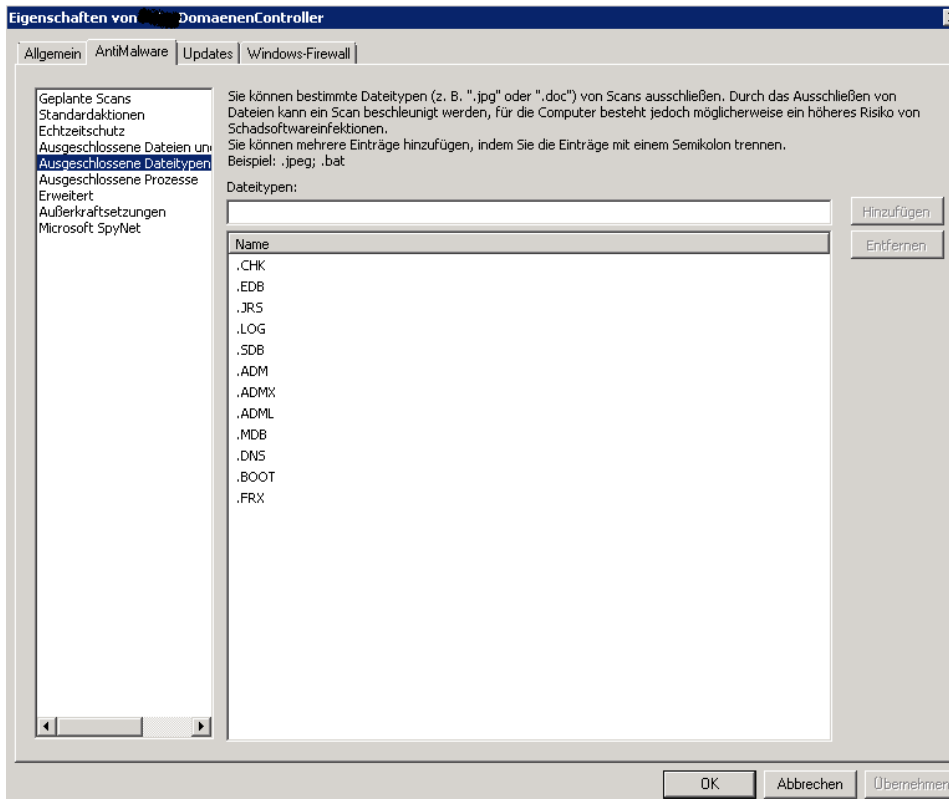 Eigenschaften von DomaenenController
Allgemein AntiMalware Updates Windows-Firewall
Geplante Scans
Standardaktionen
Echtzeitschutz
Ausgeschlossene Dateien un
Ausgeschlossene Dateitypen
Ausgeschlossene Prozesse
Erweitert
Außerkraftsetzungen
Microsoft SpyNet
Sie können bestimmte Dateitypen (z. B. ".jpg" oder ".doc") von Scans ausschließen. Durch das Ausschließen von
Dateien kann ein Scan beschleunigt werden, für die Computer besteht jedoch möglicherweise ein höheres Risiko von
Schadsoftwareinfektionen.
Sie können mehrere Einträge hinzufügen, indem Sie die Einträge mit einem Semikolon trennen.
Beispiel: .jpeg; .bat
Dateitypen:
Hinzufügen
Entfernen
Name
.CHK
.EDB
.JRS
.LOG
.SDB
.ADM
.ADMX
.ADML
.MDB
.DNS
.BOOT
.FRX
OK Abbrechen Übernehmen